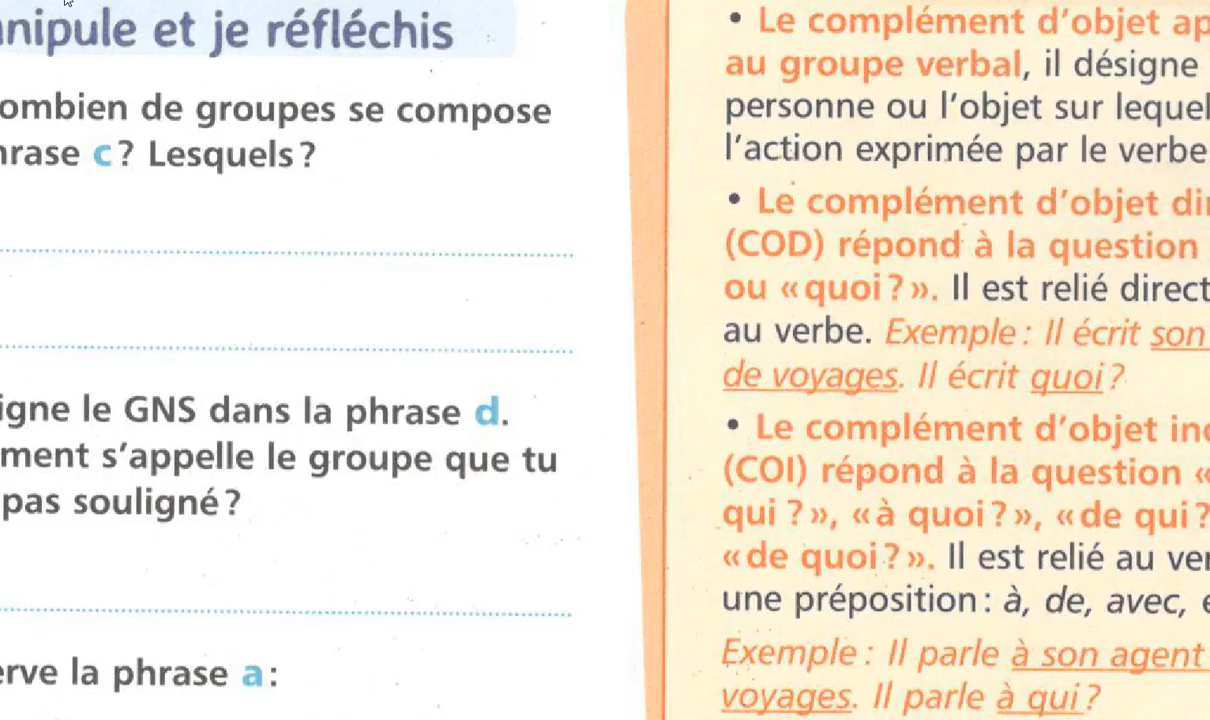 nipule et je réfléchis
ombien de groupes se compose
rase c ? Lesquels ?
igne le GNS dans la phrase d.
ment s'appelle le groupe que tu
pas souligné ?
erve la phrase a :
• Le complément d'objet ap
au groupe verbal, il désigne
personne ou l'objet sur lequel
l'action exprimée par le verbe
• Le complément d'objet dir
(COD) répond à la question
ou « quoi ? ». Il est relié direct
au verbe. Exemple : Il écrit son
de voyages. Il écrit quoi ?
• Le complément d'objet ind
(COI) répond à la question «
qui ? », « à quoi ? », « de qui ?
« de quoi ? ». Il est relié au ver
une préposition : à, de, avec, e
Exemple : Il parle à son agent
voyages. Il parle à qui ?